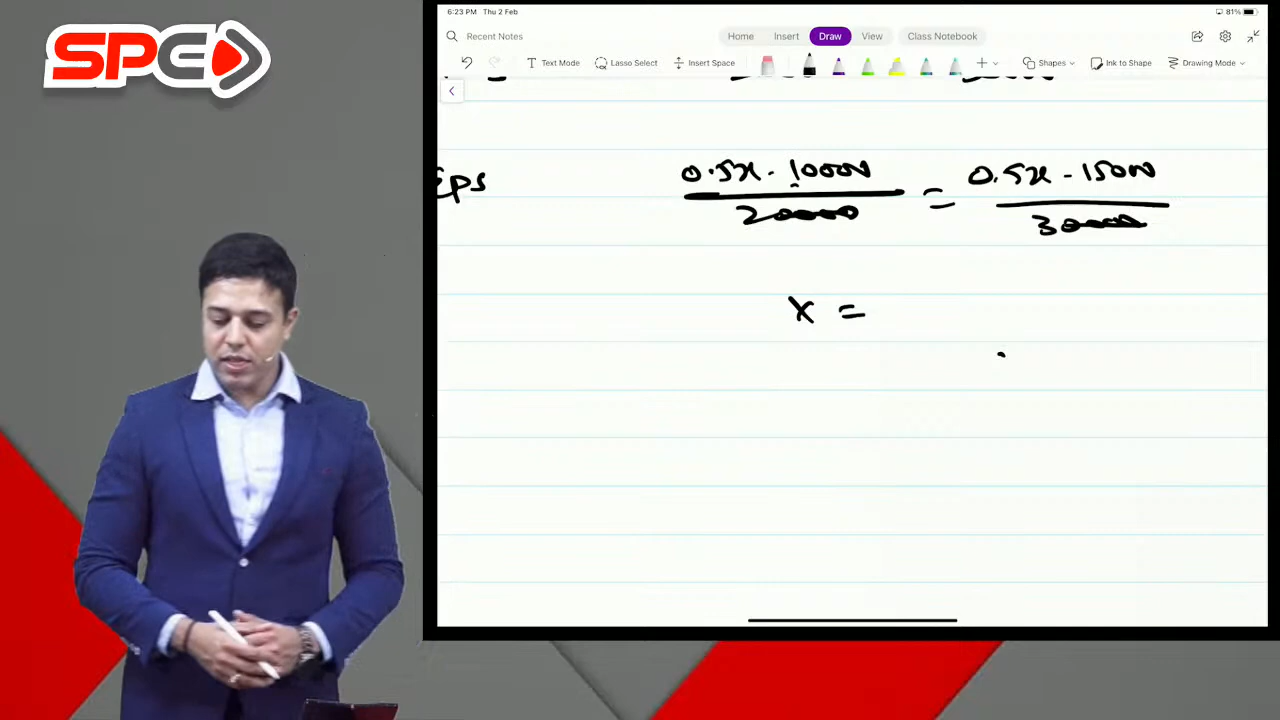 SPED
6:23 PM Thu 2 Feb
81%
Recent Notes
Home Insert Draw View Class Notebook
Text Mode Lasso Select Insert Space Shapes Ink to Shape Drawing Mode
Eps
0.5x - 10000 = 0.5x - 15000
20000 30000
x =